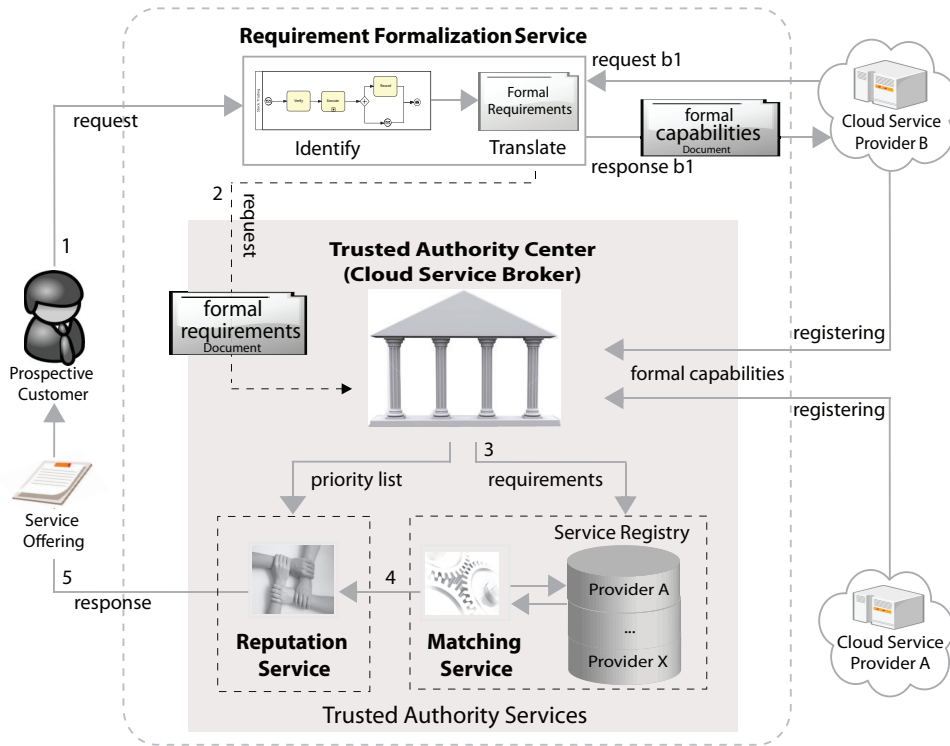 Requirement Formalization Service
request b1
request
Verify
Execute
Record
Formal
Requirements
Identify
Translate
formal
capabilities
Document
response b1
Cloud Service
Provider B
2
request
1
Trusted Authority Center
(Cloud Service Broker)
formal
requirements
Document
registering
Prospective
Customer
formal capabilities
registering
3
priority list
requirements
Service
Offering
Service Registry
5
response
4
Provider A
...
Provider X
Reputation
Service
Matching
Service
Cloud Service
Provider A
Trusted Authority Services